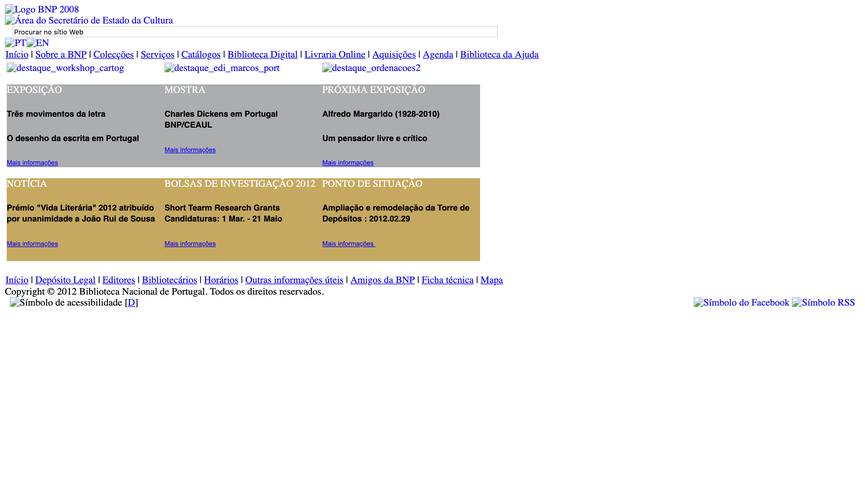 Logo BNP 2008
Área do Secretário de Estado da Cultura
Procurar no sítio Web
PT EN
Início | Sobre a BNP | Colecções | Serviços | Catálogos | Biblioteca Digital | Livraria Online | Aquisições | Agenda | Biblioteca da Ajuda
destaque_workshop_cartog destaque_edi_marcos_port destaque_ordenacoes2
EXPOSIÇÃO
Três movimentos da letra
O desenho da escrita em Portugal
Mais informações
MOSTRA
Charles Dickens em Portugal
BNP/CEAUL
Mais informações
PRÓXIMA EXPOSIÇÃO
Alfredo Margarido (1928-2010)
Um pensador livre e crítico
Mais informações
NOTÍCIA
Prémio "Vida Literária" 2012 atribuído
por unanimidade a João Rui de Sousa
Mais informações
BOLSAS DE INVESTIGAÇÃO 2012
Short Tearm Research Grants
Candidaturas: 1 Mar. - 21 Maio
Mais informações
PONTO DE SITUAÇÃO
Ampliação e remodelação da Torre de
Depósitos : 2012.02.29
Mais informações
Início | Depósito Legal | Editores | Bibliotecários | Horários | Outras informações úteis | Amigos da BNP | Ficha técnica | Mapa
Copyright © 2012 Biblioteca Nacional de Portugal. Todos os direitos reservados.
Símbolo de acessibilidade [D]
Símbolo do Facebook Símbolo RSS